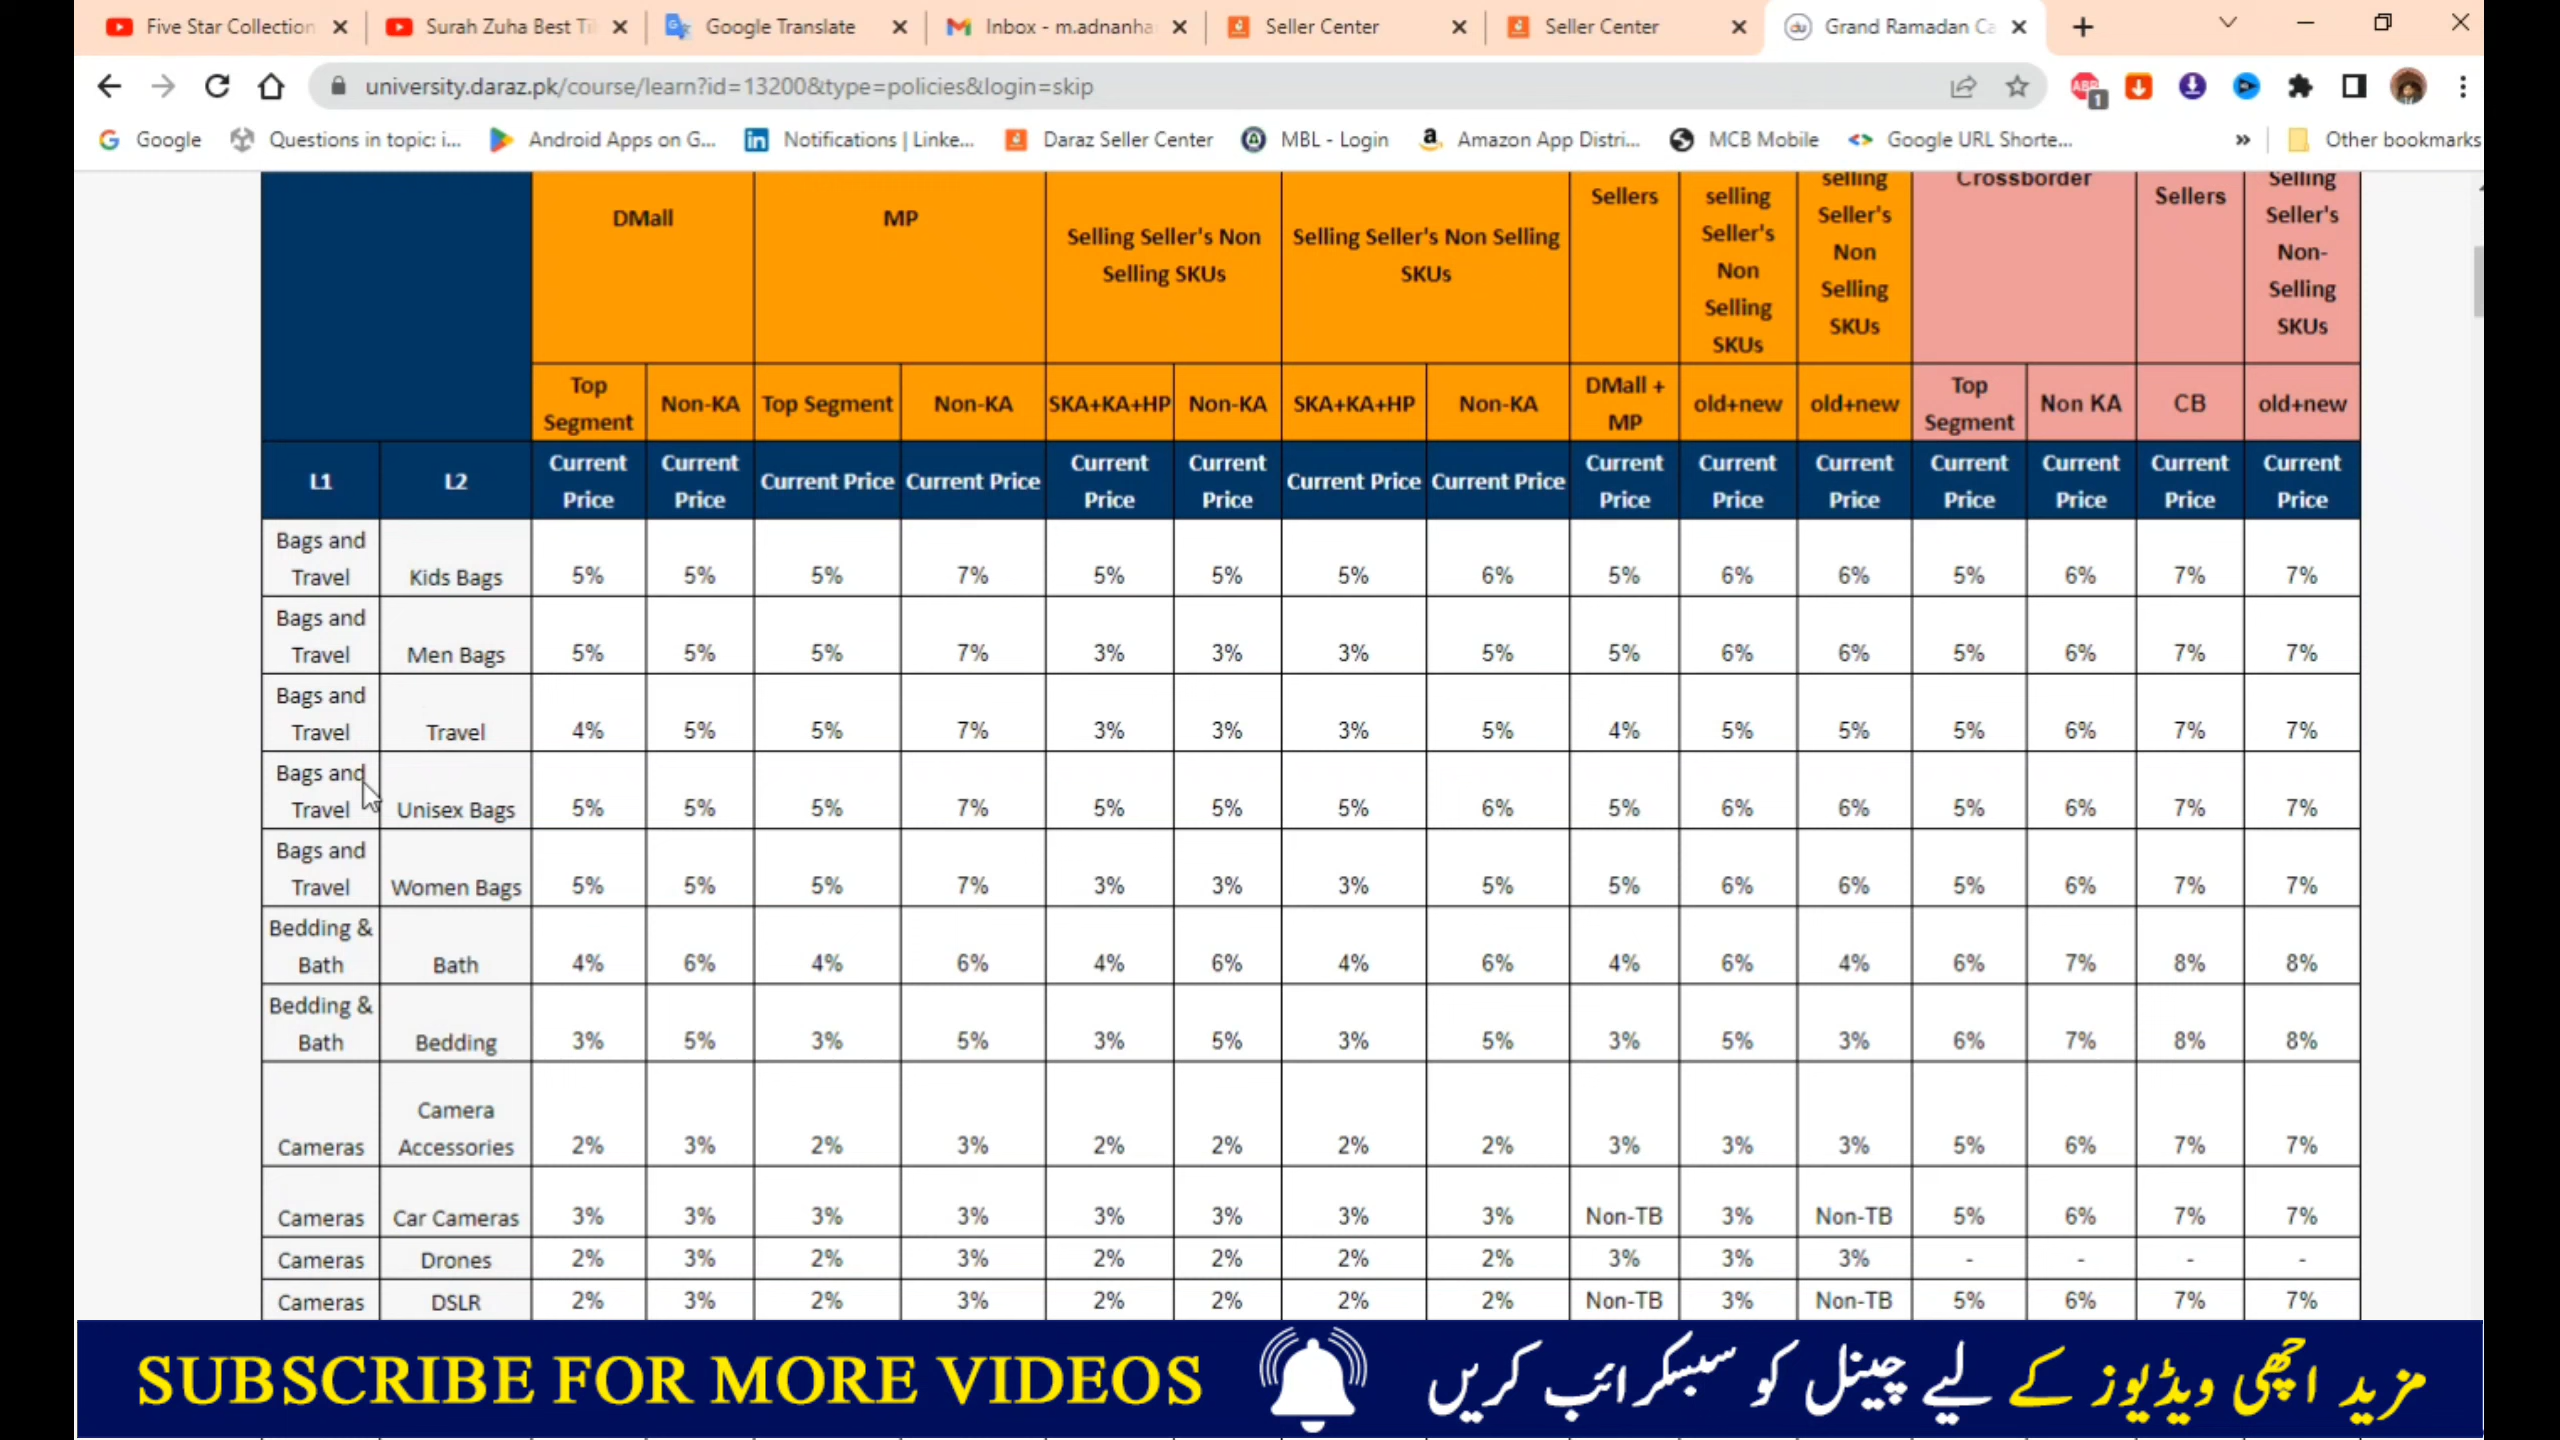 Five Star Collection
Surah Zuha Best Ti
Google Translate
Inbox - m.adnanha
Seller Center
Seller Center
Grand Ramadan Ca
university.daraz.pk/course/learn?id=13200&type=policies&login=skip
ABP
1
Google
Questions in topic: i...
Android Apps on G...
Notifications | Linke...
Daraz Seller Center
MBL - Login
Amazon App Distri...
MCB Mobile
Google URL Shorte...
»
Other bookmarks
DMall
MP
Selling Seller's Non Selling SKUs
Selling Seller's Non Selling SKUs
Sellers
selling Seller's Non Selling SKUs
selling Seller's Non Selling SKUs
Crossborder
Sellers
Selling Seller's Non-Selling SKUs
Top Segment Non-KA Top Segment Non-KA SKA+KA+HP Non-KA SKA+KA+HP Non-KA DMall + MP old+new old+new Top Segment Non KA CB old+new
L1 L2 Current Price Current Price Current Price Current Price Current Price Current Price Current Price Current Price Current Price Current Price Current Price Current Price Current Price Current Price Current Price
Bags and Travel Kids Bags 5% 5% 5% 7% 5% 5% 5% 6% 5% 6% 6% 5% 6% 7% 7%
Bags and Travel Men Bags 5% 5% 5% 7% 3% 3% 3% 5% 5% 6% 6% 5% 6% 7% 7%
Bags and Travel Travel 4% 5% 5% 7% 3% 3% 3% 5% 4% 5% 5% 5% 6% 7% 7%
Bags and Travel Unisex Bags 5% 5% 5% 7% 5% 5% 5% 6% 5% 6% 6% 5% 6% 7% 7%
Bags and Travel Women Bags 5% 5% 5% 7% 3% 3% 3% 5% 5% 6% 6% 5% 6% 7% 7%
Bedding & Bath Bath 4% 6% 4% 6% 4% 6% 4% 6% 4% 6% 4% 6% 7% 8% 8%
Bedding & Bath Bedding 3% 5% 3% 5% 3% 5% 3% 5% 3% 5% 3% 6% 7% 8% 8%
Cameras Camera Accessories 2% 3% 2% 3% 2% 2% 2% 2% 3% 3% 3% 5% 6% 7% 7%
Cameras Car Cameras 3% 3% 3% 3% 3% 3% 3% 3% Non-TB 3% Non-TB 5% 6% 7% 7%
Cameras Drones 2% 3% 2% 3% 2% 2% 2% 2% 3% 3% 3% - - - -
Cameras DSLR 2% 3% 2% 3% 2% 2% 2% 2% Non-TB 3% Non-TB 5% 6% 7% 7%
SUBSCRIBE FOR MORE VIDEOS
مزید اچھی ویڈیوز کے لیے چینل کو سبسکرائب کریں